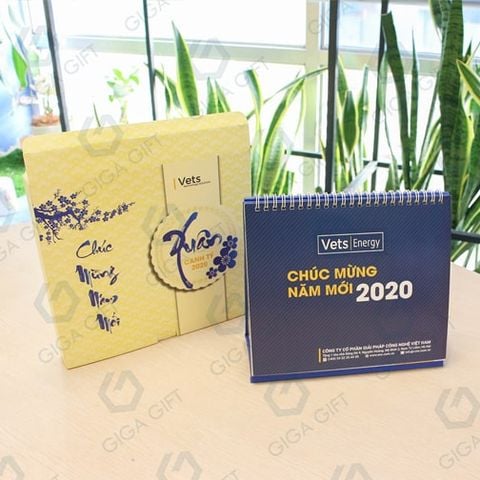 Vets
Xuân
CANH TÝ
2020
Chúc
Mừng
Năm
Mới
Vets Energy
CHÚC MỪNG
NĂM MỚI 2020
CÔNG TY CỔ PHẦN GIẢI PHÁP CÔNG NGHỆ VIỆT NAM
GIGA GIFT